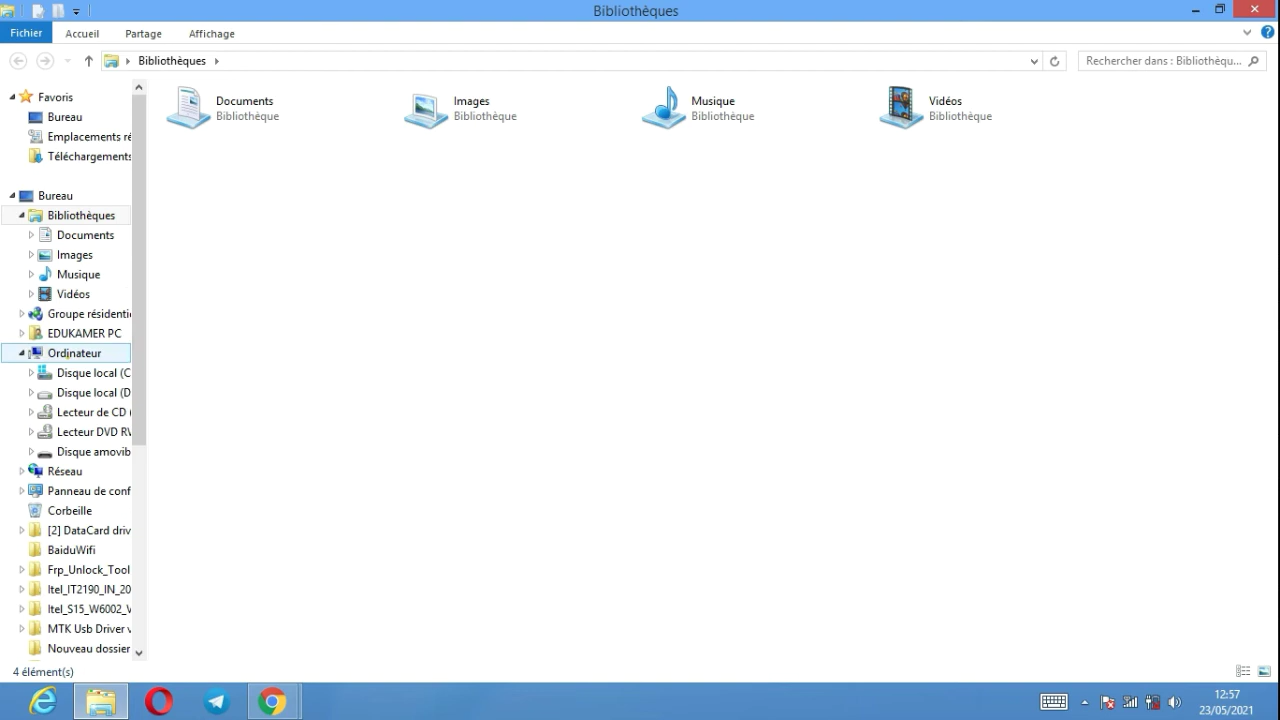 Bibliothèques
Fichier
Accueil
Partage
Affichage
Bibliothèques
Rechercher dans : Bibliothèqu...
Favoris
Bureau
Emplacements ré
Téléchargements
Bureau
Bibliothèques
Documents
Images
Musique
Vidéos
Groupe résidenti
EDUKAMER PC
Ordinateur
Disque local (C
Disque local (D
Lecteur de CD (
Lecteur DVD RW
Disque amovib
Réseau
Panneau de conf
Corbeille
[2] DataCard driv
BaiduWifi
Frp_Unlock_Tool
Itel_IT2190_IN_20
Itel_S15_W6002_V
MTK Usb Driver v
Nouveau dossier
Documents
Bibliothèque
Images
Bibliothèque
Musique
Bibliothèque
Vidéos
Bibliothèque
4 élément(s)
12:57
23/05/2021